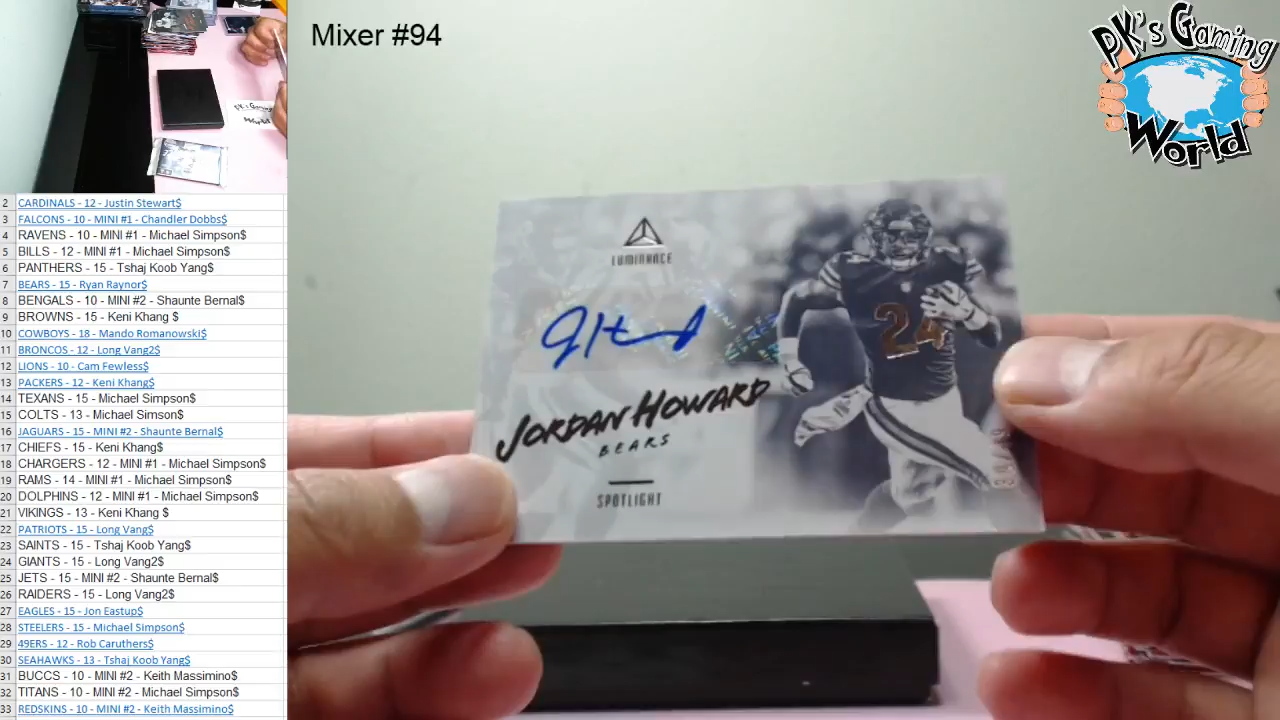 Mixer #94
PK's Gaming
World
2 CARDINALS - 12 - Justin Stewart$
3 FALCONS - 10 - MINI #1 - Chandler Dobbs$
4 RAVENS - 10 - MINI #1 - Michael Simpson$
5 BILLS - 12 - MINI #1 - Michael Simpson$
6 PANTHERS - 15 - Tshaj Koob Yang$
7 BEARS - 15 - Ryan Raynor$
8 BENGALS - 10 - MINI #2 - Shaunte Bernal$
9 BROWNS - 15 - Keni Khang $
10 COWBOYS - 18 - Mando Romanowski$
11 BRONCOS - 12 - Long Vang2$
12 LIONS - 10 - Cam Fewless$
13 PACKERS - 12 - Keni Khang$
14 TEXANS - 15 - Michael Simpson$
15 COLTS - 13 - Michael Simson$
16 JAGUARS - 15 - MINI #2 - Shaunte Bernal$
17 CHIEFS - 15 - Keni Khang$
18 CHARGERS - 12 - MINI #1 - Michael Simpson$
19 RAMS - 14 - MINI #1 - Michael Simpson$
20 DOLPHINS - 12 - MINI #1 - Michael Simpson$
21 VIKINGS - 13 - Keni Khang $
22 PATRIOTS - 15 - Long Vang$
23 SAINTS - 15 - Tshaj Koob Yang$
24 GIANTS - 15 - Long Vang2$
25 JETS - 15 - MINI #2 - Shaunte Bernal$
26 RAIDERS - 15 - Long Vang2$
27 EAGLES - 15 - Jon Eastup$
28 STEELERS - 15 - Michael Simpson$
29 49ERS - 12 - Rob Caruthers$
30 SEAHAWKS - 13 - Tshaj Koob Yang$
31 BUCCS - 10 - MINI #2 - Keith Massimino$
32 TITANS - 10 - MINI #2 - Michael Simpson$
33 REDSKINS - 10 - MINI #2 - Keith Massimino$
LUMINANCE
JORDAN HOWARD
BEARS
SPOTLIGHT
24